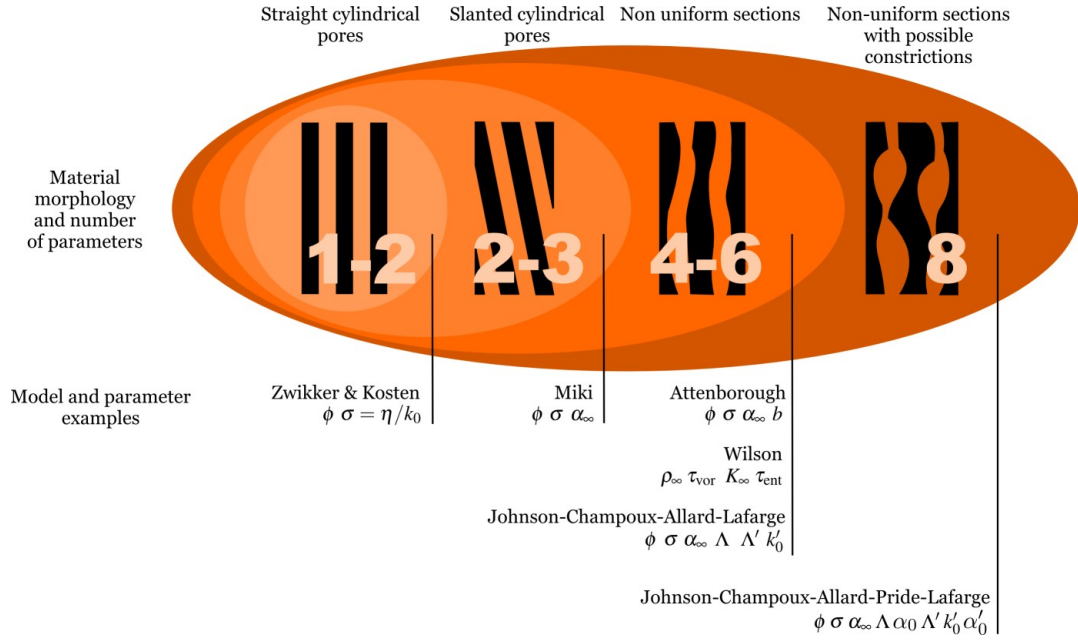 Straight cylindrical
pores
Slanted cylindrical
pores
Non uniform sections
Non-uniform sections
with possible
constrictions
Material
morphology
and number
of parameters
1-2
2-3
4-6
8
Model and parameter
examples
Zwikker & Kosten
ϕ σ = η/k₀
Miki
ϕ σ α∞
Attenborough
ϕ σ α∞ b
Wilson
ρ∞ τvor K∞ τent
Johnson-Champoux-Allard-Lafarge
ϕ σ α∞ Λ Λ′ k′₀
Johnson-Champoux-Allard-Pride-Lafarge
ϕ σ α∞ Λ α₀ Λ′ k′₀ α′₀